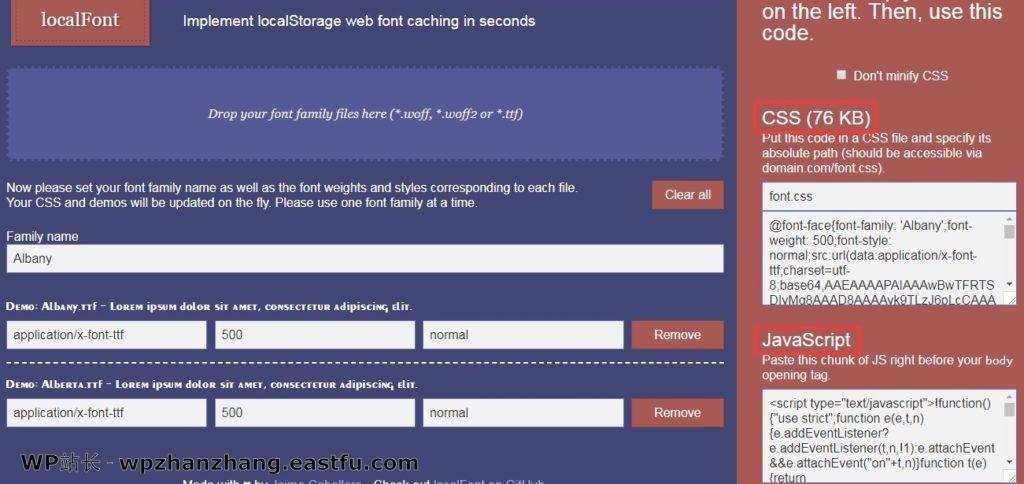 localFont
Implement localStorage web font caching in seconds
Drop your font family files here (*.woff, *.woff2 or *.ttf)
Now please set your font family name as well as the font weights and styles corresponding to each file.
Your CSS and demos will be updated on the fly. Please use one font family at a time.
Clear all
Family name
Albany
Demo: Albany.ttf - Lorem ipsum dolor sit amet, consectetur adipiscing elit.
application/x-font-ttf 500 normal Remove
Demo: Alberta.ttf - Lorem ipsum dolor sit amet, consectetur adipiscing elit.
application/x-font-ttf 500 normal Remove
WP站长 - wpzhanzhang.eastfu.com
Made with ♥ by Jaime Caballero - Check out localFont on GitHub
on the left. Then, use this
code.
Don't minify CSS
CSS (76 KB)
Put this code in a CSS file and specify its
absolute path (should be accessible via
domain.com/font.css).
font.css
@font-face{font-family: 'Albany';font-
weight: 500;font-style:
normal;src:url(data:application/x-font-
ttf;charset=utf-
8;base64,AAEAAAAPAIAAAwBwTFRTS
JavaScript
Paste this chunk of JS right before your body
opening tag.
<script type="text/javascript">!function()
{"use strict";function e(e,t,n)
{e.addEventListener?
e.addEventListener(t,n,!1):e.attachEvent
&&e.attachEvent("on"+t,n)}function t(e)
{return